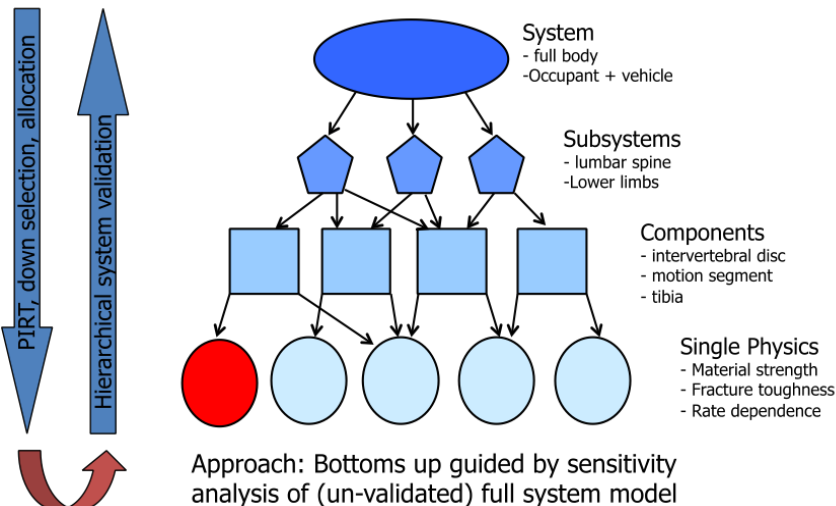 PIRT, down selection, allocation
Hierarchical system validation
System
- full body
-Occupant + vehicle
Subsystems
- lumbar spine
-Lower limbs
Components
- intervertebral disc
- motion segment
- tibia
Single Physics
- Material strength
- Fracture toughness
- Rate dependence
Approach: Bottoms up guided by sensitivity
analysis of (un-validated) full system model